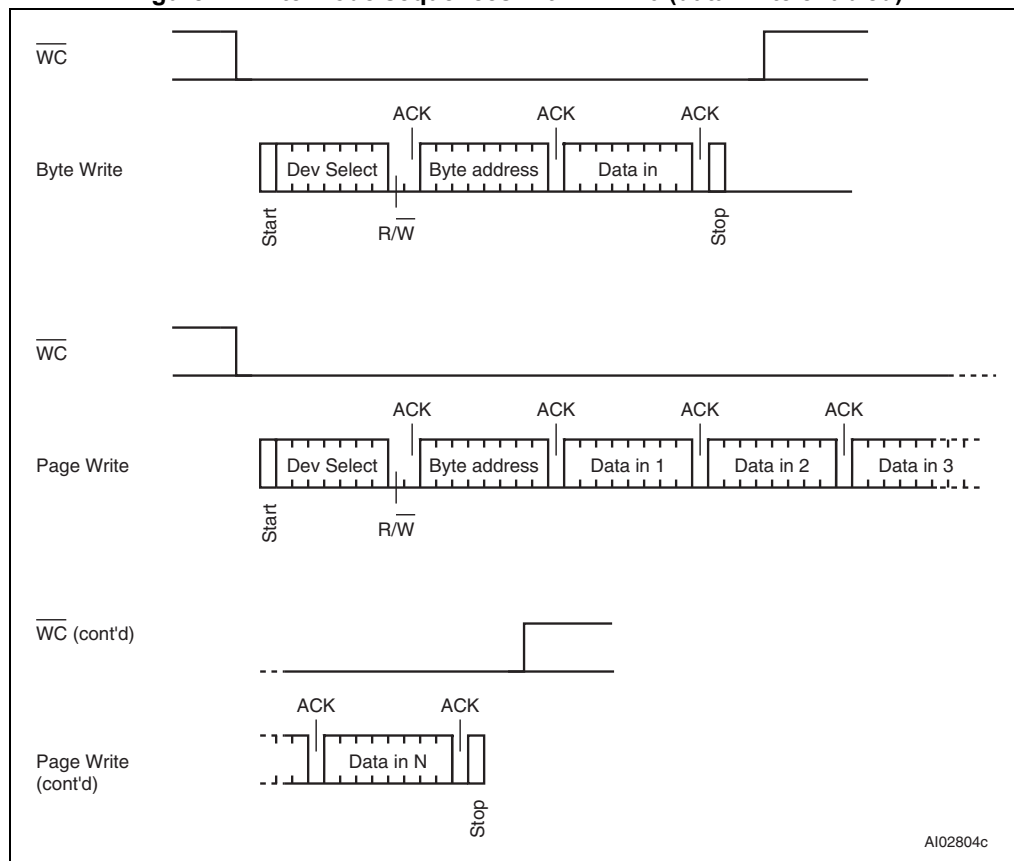 WC
ACK ACK ACK
Byte Write Dev Select Byte address Data in
Start R/W Stop
WC
ACK ACK ACK ACK
Page Write Dev Select Byte address Data in 1 Data in 2 Data in 3
Start R/W
WC (cont'd)
ACK ACK
Page Write
(cont'd) Data in N
Stop
AI02804c